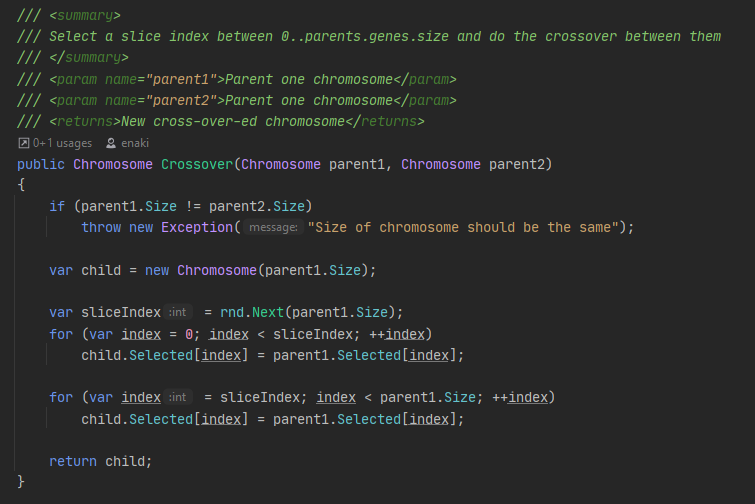 /// <summary>
/// Select a slice index between 0..parents.genes.size and do the crossover between them
/// </summary>
/// <param name="parent1">Parent one chromosome</param>
/// <param name="parent2">Parent one chromosome</param>
/// <returns>New cross-over-ed chromosome</returns>
0+1 usages enaki
public Chromosome Crossover(Chromosome parent1, Chromosome parent2)
{
    if (parent1.Size != parent2.Size)
        throw new Exception( message: "Size of chromosome should be the same");
    var child = new Chromosome(parent1.Size);
    var sliceIndex :int = rnd.Next(parent1.Size);
    for (var index = 0; index < sliceIndex; ++index)
        child.Selected[index] = parent1.Selected[index];
    for (var index :int = sliceIndex; index < parent1.Size; ++index)
        child.Selected[index] = parent1.Selected[index];
    return child;
}